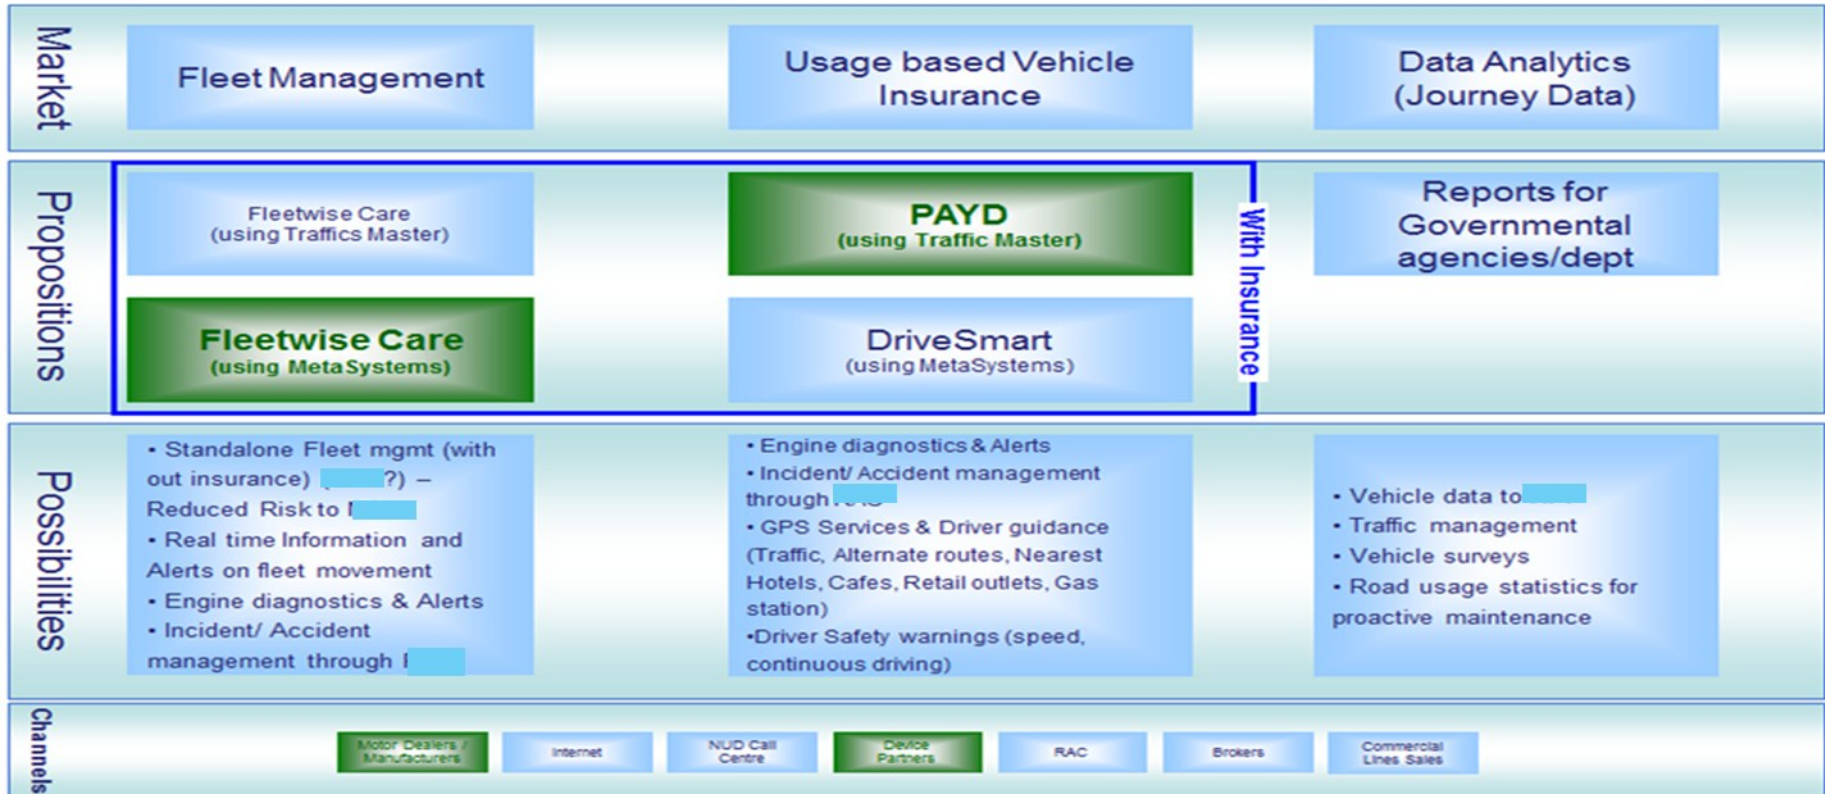 Market
Fleet Management
Usage based Vehicle
Insurance
Data Analytics
(Journey Data)
Propositions
Fleetwise Care
(using Traffics Master)
PAYD
(using Traffic Master)
Reports for
Governmental
agencies/dept
Fleetwise Care
(using MetaSystems)
DriveSmart
(using MetaSystems)
With Insurance
Possibilities
• Standalone Fleet mgmt (with
out insurance) ( ?) –
Reduced Risk to
• Real time Information and
Alerts on fleet movement
• Engine diagnostics & Alerts
• Incident/ Accident
management through
• Engine diagnostics & Alerts
• Incident/ Accident management
through
• GPS Services & Driver guidance
(Traffic, Alternate routes, Nearest
Hotels, Cafes, Retail outlets, Gas
station)
•Driver Safety warnings (speed,
continuous driving)
• Vehicle data to
• Traffic management
• Vehicle surveys
• Road usage statistics for
proactive maintenance
Channels
Motor Dealers /
Manufacturers
Internet
NUD Call
Centre
Device
Partners
RAC
Brokers
Commercial
Lines Sales